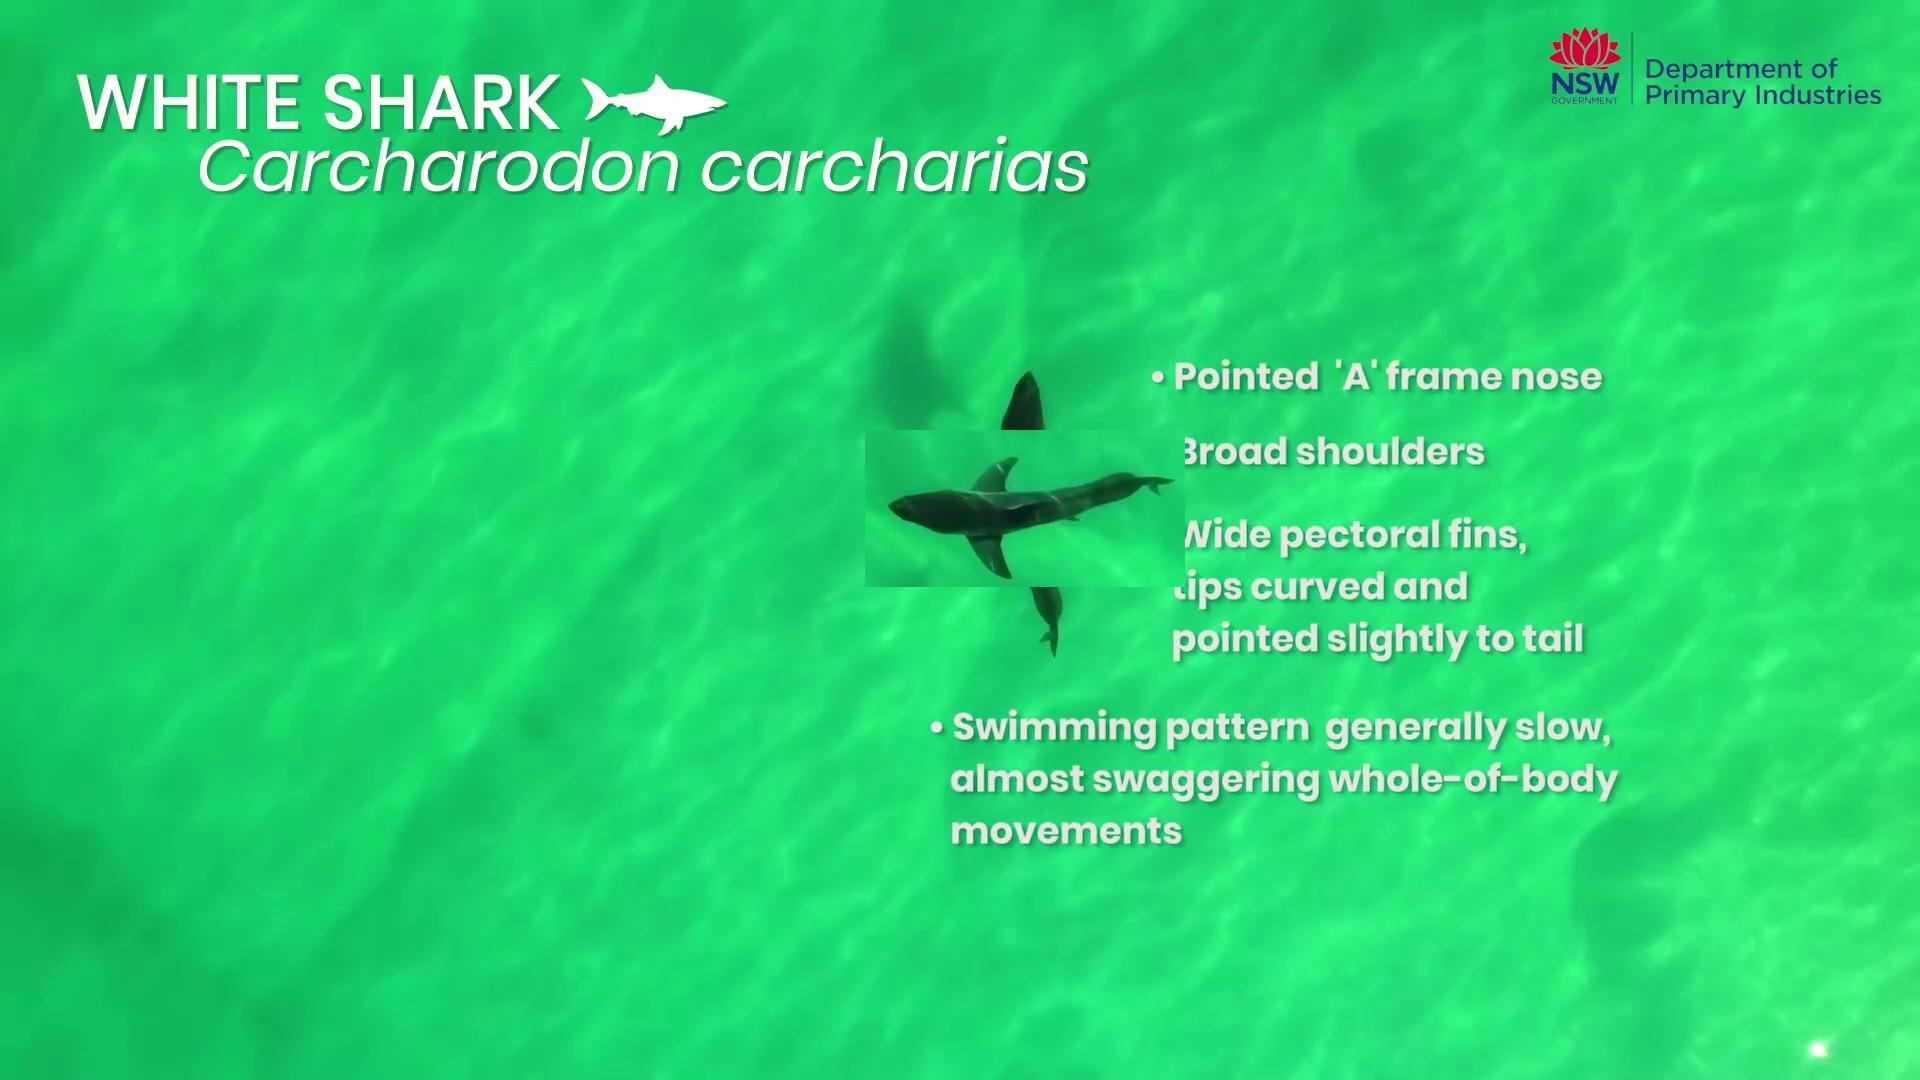 WHITE SHARK
Carcharodon carcharias
NSW
GOVERNMENT
Department of
Primary Industries
• Pointed 'A' frame nose
Broad shoulders
Wide pectoral fins,
tips curved and
pointed slightly to tail
• Swimming pattern generally slow,
almost swaggering whole-of-body
movements